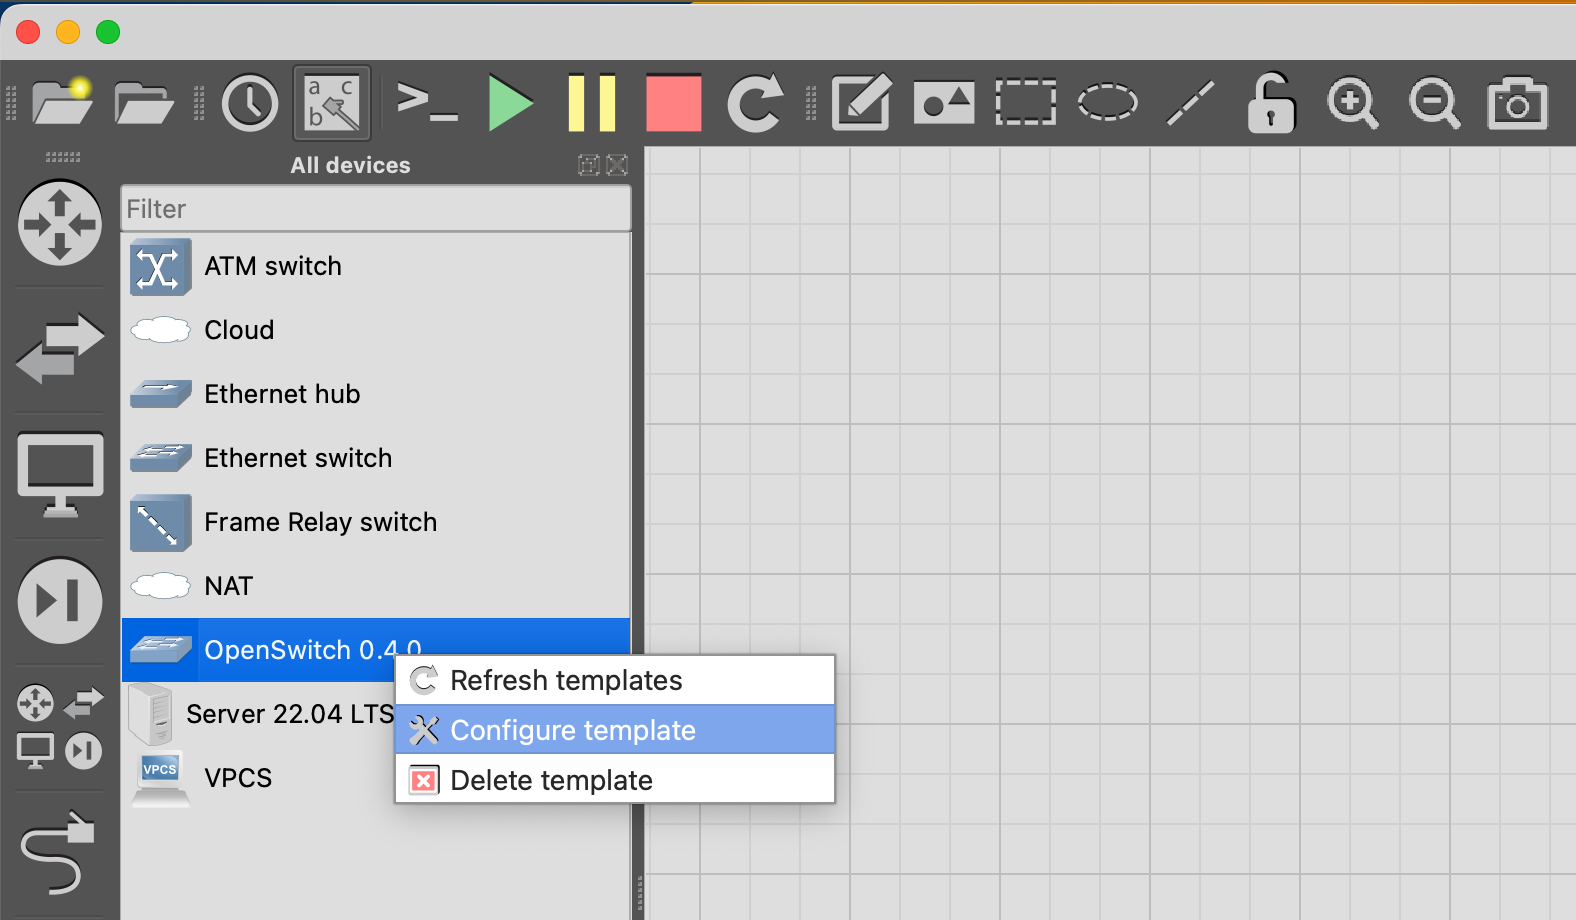 a c
b
>_
All devices
Filter
ATM switch
Cloud
Ethernet hub
Ethernet switch
Frame Relay switch
NAT
OpenSwitch 0.4.0
Refresh templates
Server 22.04 LTS
Configure template
VPCS
VPCS
Delete template